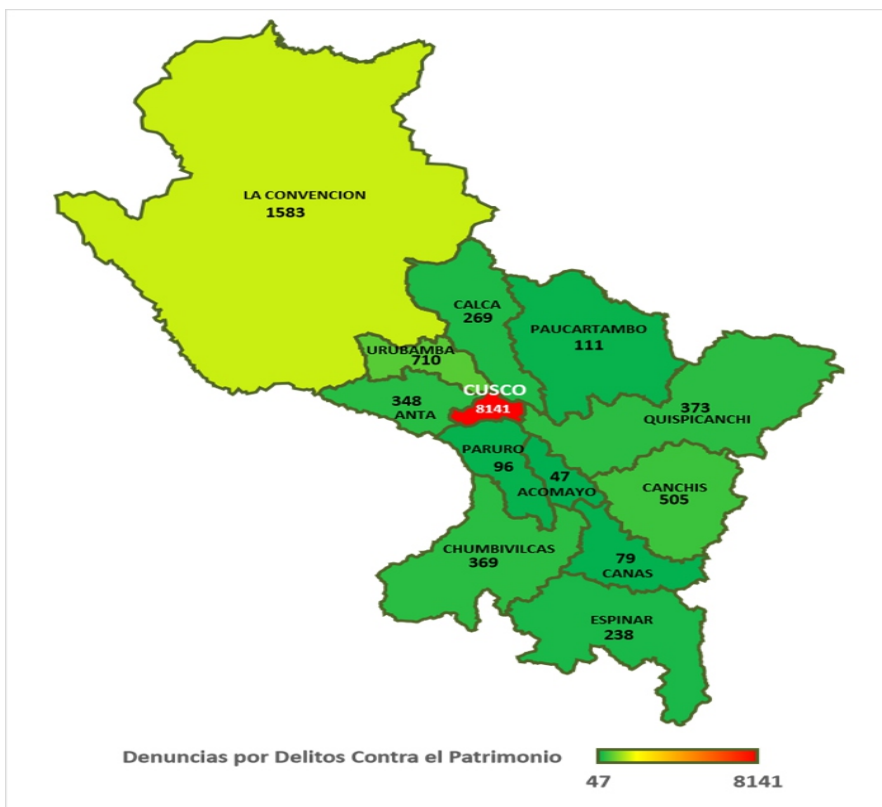 LA CONVENCION
1583
CALCA
269
PAUCARTAMBO
111
URUBAMBA
710
CUSCO
8141
348
ANTA
373
QUISPICANCHI
PARURO
96
47
ACOMAYO
CANCHIS
505
CHUMBIVILCAS
369
79
CANAS
ESPINAR
238
Denuncias por Delitos Contra el Patrimonio
47 8141